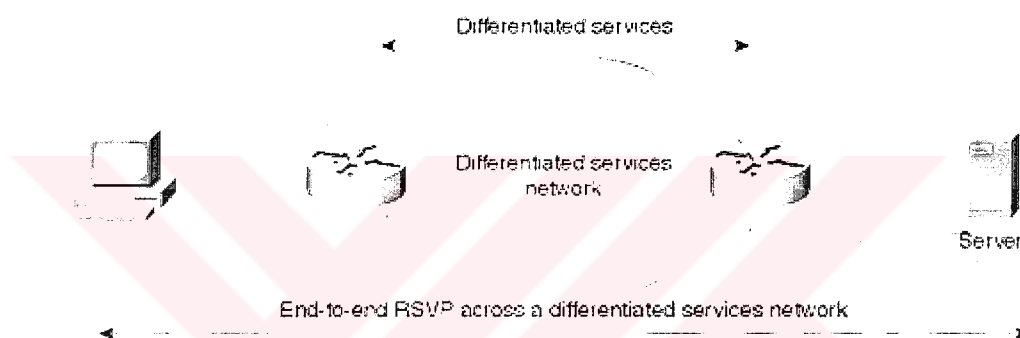 Differentiated services
Differentiated services
network
Server
End-to-end RSVP across a differentiated services network